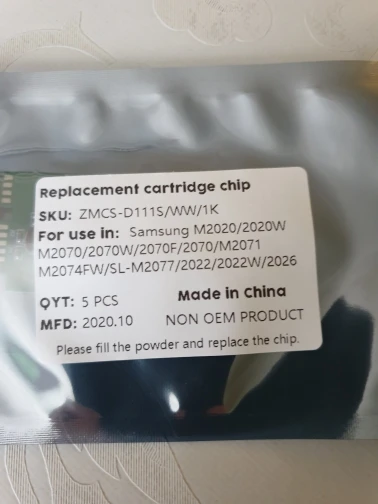 Replacement cartridge chip
SKU: ZMCS-D111S/WW/1K
For use in: Samsung M2020/2020W
M2070/2070W/2070F/2070/M2071
M2074FW/SL-M2077/2022/2022W/2026
QYT: 5 PCS Made in China
MFD: 2020.10 NON OEM PRODUCT
Please fill the powder and replace the chip.